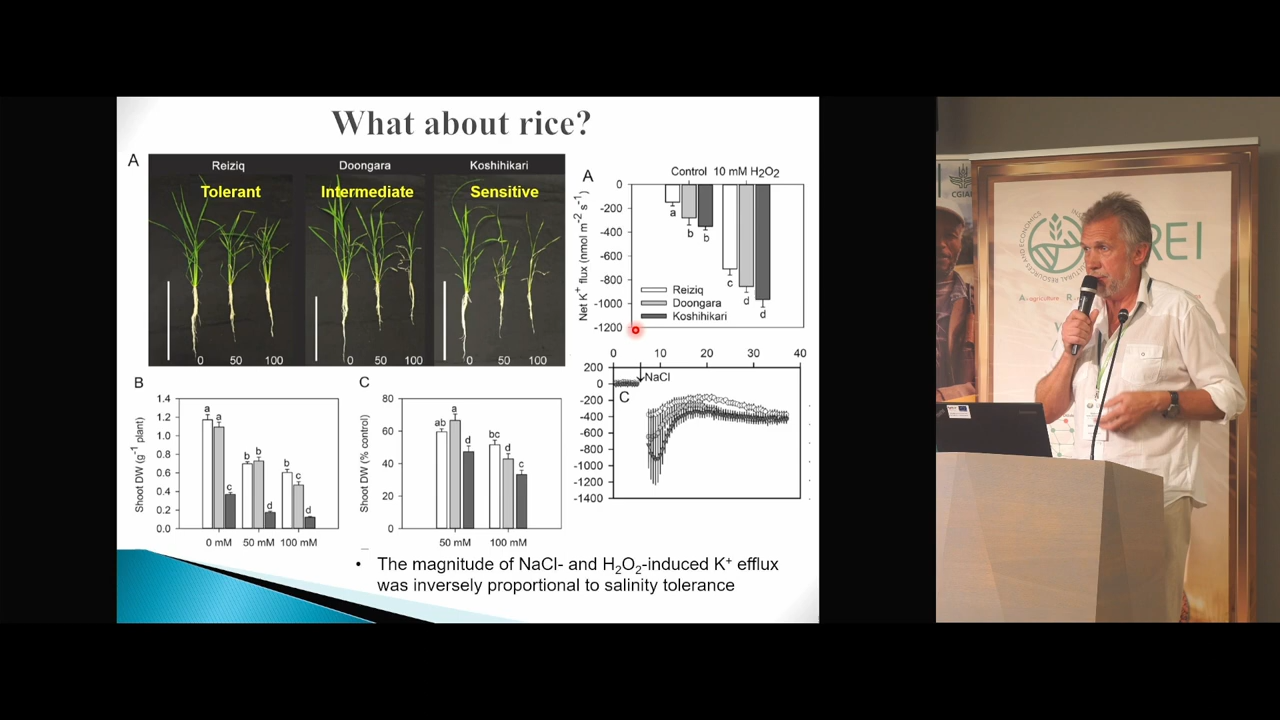 What about rice?
A
Reiziq
Doongara
Koshihikari
Tolerant
Intermediate
Sensitive
0 50 100
0 50 100
0 50 100
B
1.4
1.2
1.0
0.8
0.6
0.4
0.2
0.0
Shoot DW (g-1 plant)
a a c
b b d
b c d
0 mM 50 mM 100 mM
C
80
60
40
20
0
Shoot DW (% control)
ab a d
bc d c
50 mM 100 mM
A
Control 10 mM H2O2
0
-200
-400
-600
-800
-1000
-1200
Net K+ flux (nmol m-2 s-1)
a b b
c d d
Reiziq
Doongara
Koshihikari
0 10 20 30 40
200
0
-200
-400
-600
-800
-1000
-1200
-1400
NaCl
C
• The magnitude of NaCl- and H2O2-induced K+ efflux
was inversely proportional to salinity tolerance
CGIAR
REI